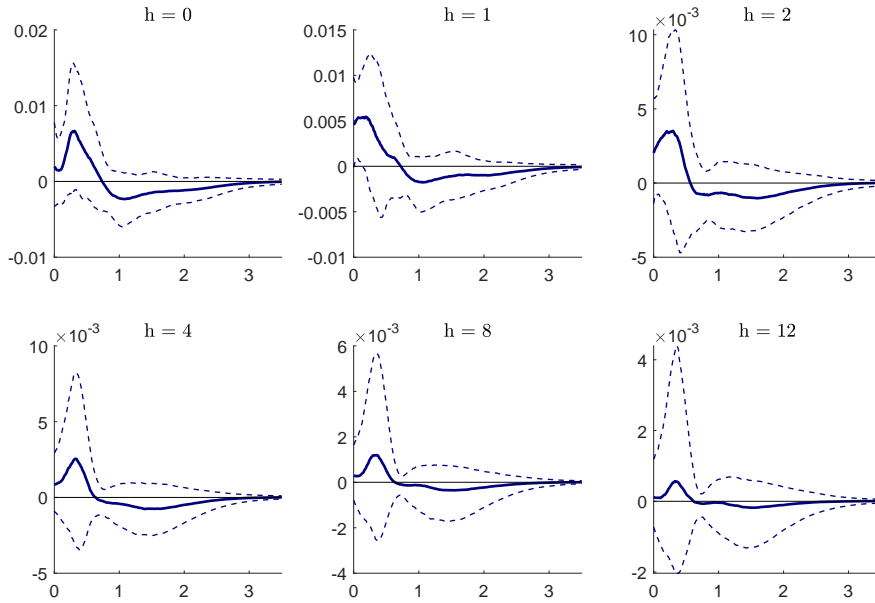 h = 0
0.02
0.01
0
-0.01
0 1 2 3
h = 1
0.015
0.01
0.005
0
-0.005
-0.01
0 1 2 3
×10⁻³ h = 2
10
5
0
-5
0 1 2 3
×10⁻³ h = 4
10
5
0
-5
0 1 2 3
×10⁻³ h = 8
6
4
2
0
-2
-4
0 1 2 3
×10⁻³ h = 12
4
2
0
-2
0 1 2 3